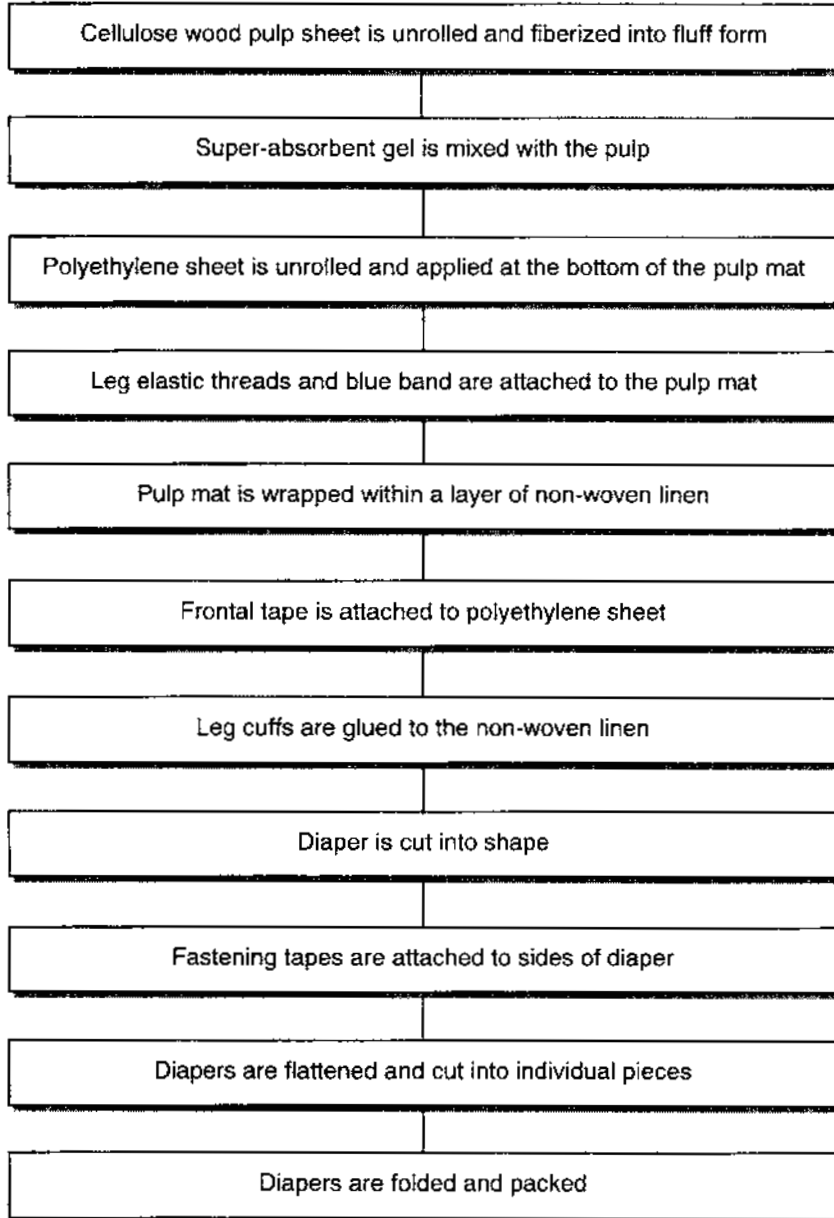 Cellulose wood pulp sheet is unrolled and fiberized into fluff form
Super-absorbent gel is mixed with the pulp
Polyethylene sheet is unrolled and applied at the bottom of the pulp mat
Leg elastic threads and blue band are attached to the pulp mat
Pulp mat is wrapped within a layer of non-woven linen
Frontal tape is attached to polyethylene sheet
Leg cuffs are glued to the non-woven linen
Diaper is cut into shape
Fastening tapes are attached to sides of diaper
Diapers are flattened and cut into individual pieces
Diapers are folded and packed